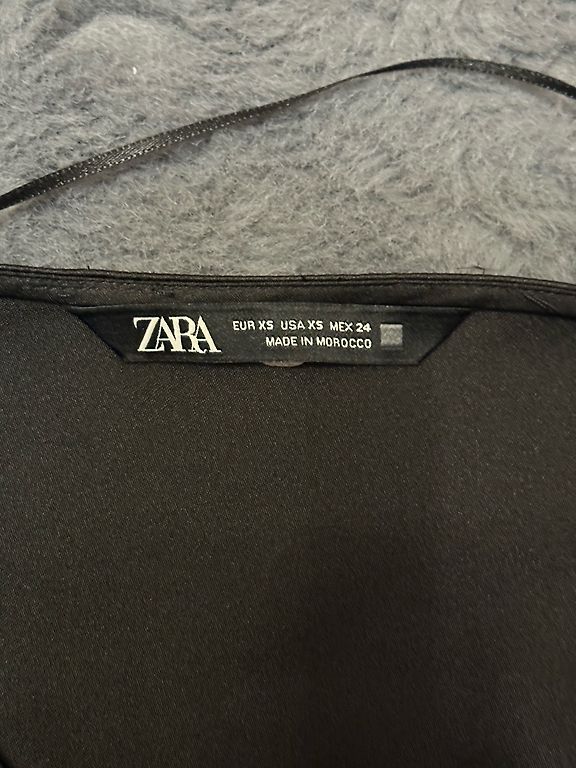 ZARA
EUR XS USA XS MEX 24
MADE IN MOROCCO